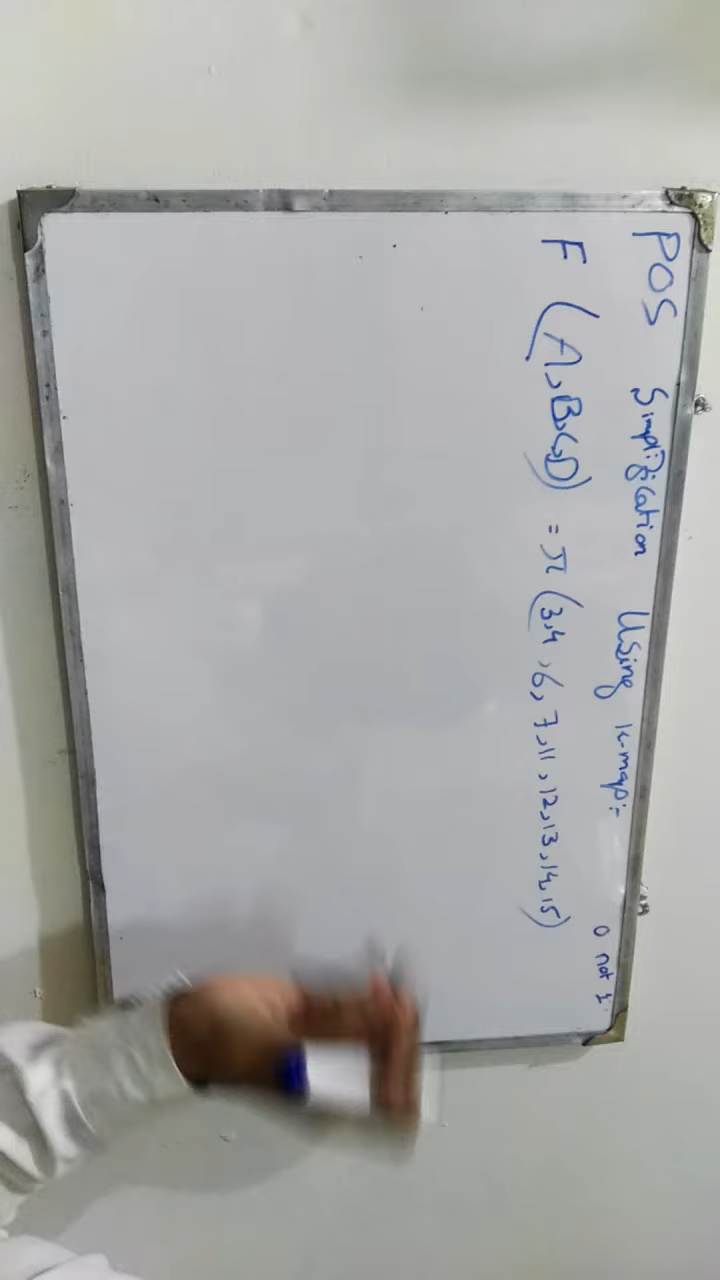 POS Simplification Using K-map:-
0 not 1
F (A,B,C,D) = π (3,4,6,7,11,12,13,14,15)